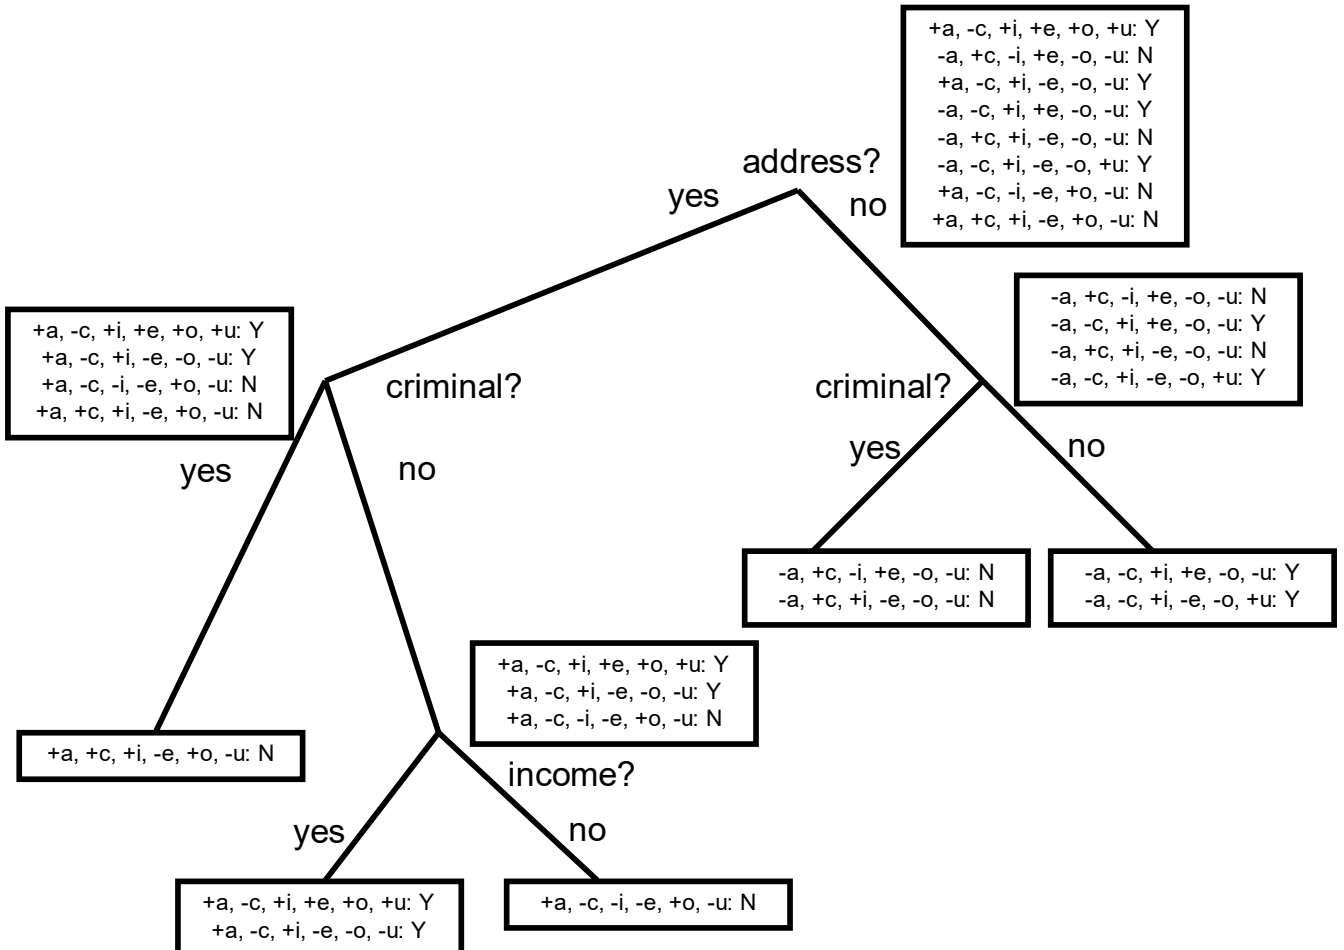 +a, -c, +i, +e, +o, +u: Y
-a, +c, -i, +e, -o, -u: N
+a, -c, +i, -e, -o, -u: Y
-a, -c, +i, +e, -o, -u: Y
-a, +c, +i, -e, -o, -u: N
-a, -c, +i, -e, -o, +u: Y
+a, -c, -i, -e, +o, -u: N
+a, +c, +i, -e, +o, -u: N
address?
yes
no
+a, -c, +i, +e, +o, +u: Y
+a, -c, +i, -e, -o, -u: Y
+a, -c, -i, -e, +o, -u: N
+a, +c, +i, -e, +o, -u: N
-a, +c, -i, +e, -o, -u: N
-a, -c, +i, +e, -o, -u: Y
-a, +c, +i, -e, -o, -u: N
-a, -c, +i, -e, -o, +u: Y
criminal?
criminal?
yes
no
yes
no
-a, +c, -i, +e, -o, -u: N
-a, +c, +i, -e, -o, -u: N
-a, -c, +i, +e, -o, -u: Y
-a, -c, +i, -e, -o, +u: Y
+a, -c, +i, +e, +o, +u: Y
+a, -c, +i, -e, -o, -u: Y
+a, -c, -i, -e, +o, -u: N
+a, +c, +i, -e, +o, -u: N
income?
yes
no
+a, -c, +i, +e, +o, +u: Y
+a, -c, +i, -e, -o, -u: Y
+a, -c, -i, -e, +o, -u: N